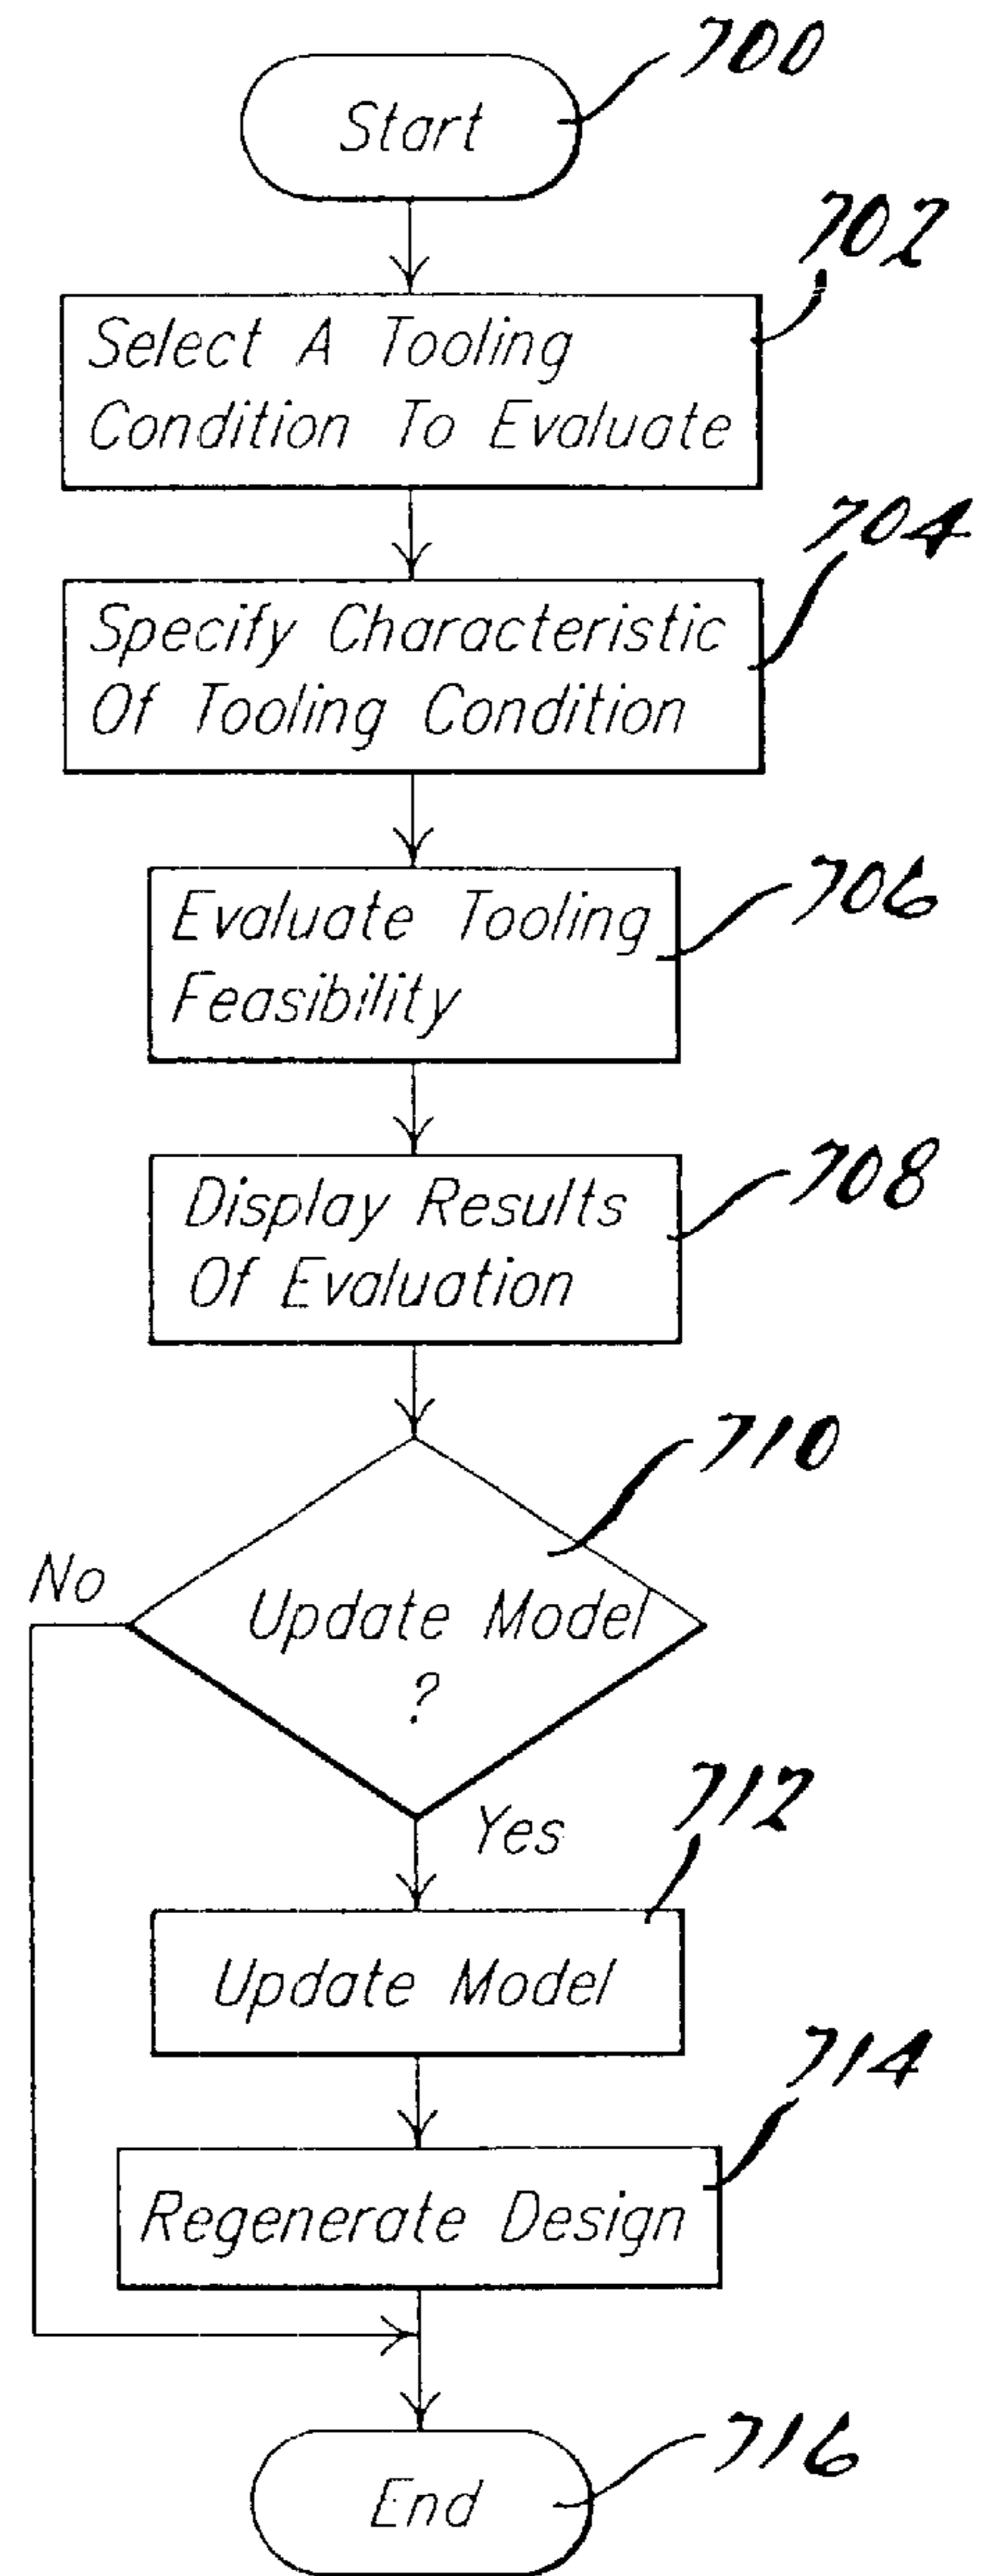 700
Start
702
Select A Tooling
Condition To Evaluate
704
Specify Characteristic
Of Tooling Condition
706
Evaluate Tooling
Feasibility
708
Display Results
Of Evaluation
710
No
Update Model
?
Yes
712
Update Model
714
Regenerate Design
716
End